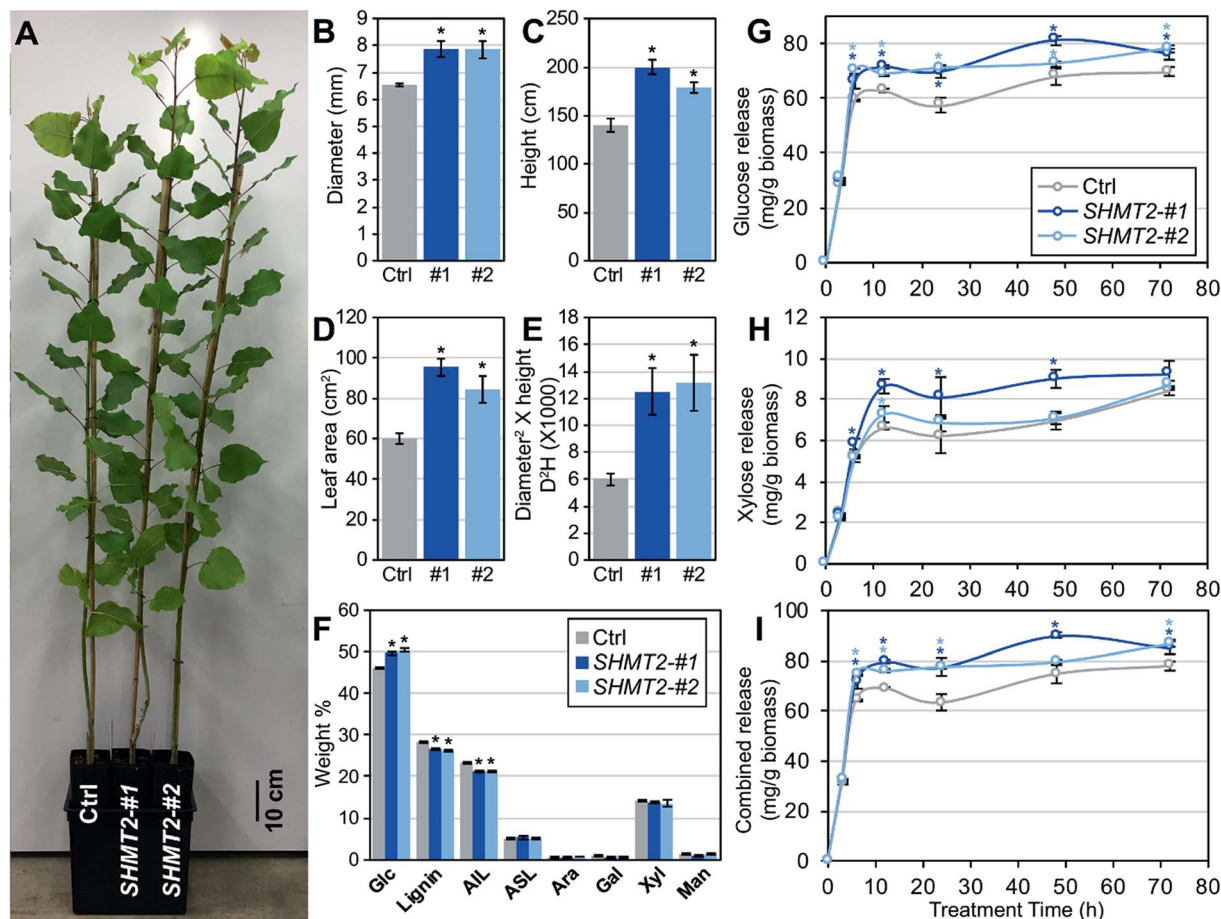 A
Ctrl
SHMT2-#1
SHMT2-#2
10 cm
B
Diameter (mm)
9
8
7
6
5
4
3
2
1
0
Ctrl #1 #2
* *
C
Height (cm)
250
200
150
100
50
0
Ctrl #1 #2
*
*
D
Leaf area (cm²)
120
100
80
60
40
20
0
Ctrl #1 #2
*
*
E
Diameter² X height
D²H (X1000)
18
16
14
12
10
8
6
4
2
0
Ctrl #1 #2
*
*
F
Weight %
60
50
40
30
20
10
0
Glc Lignin AIL ASL Ara Gal Xyl Man
* *
* *
* *
Ctrl
SHMT2-#1
SHMT2-#2
G
Glucose release
(mg/g biomass)
80
60
40
20
0
0 10 20 30 40 50 60 70 80
* * * * *
* * * * *
Ctrl
SHMT2-#1
SHMT2-#2
H
Xylose release
(mg/g biomass)
12
10
8
6
4
2
0
0 10 20 30 40 50 60 70 80
* * * *
*
I
Combined release
(mg/g biomass)
100
80
60
40
20
0
0 10 20 30 40 50 60 70 80
* * * * *
* * * *
Treatment Time (h)